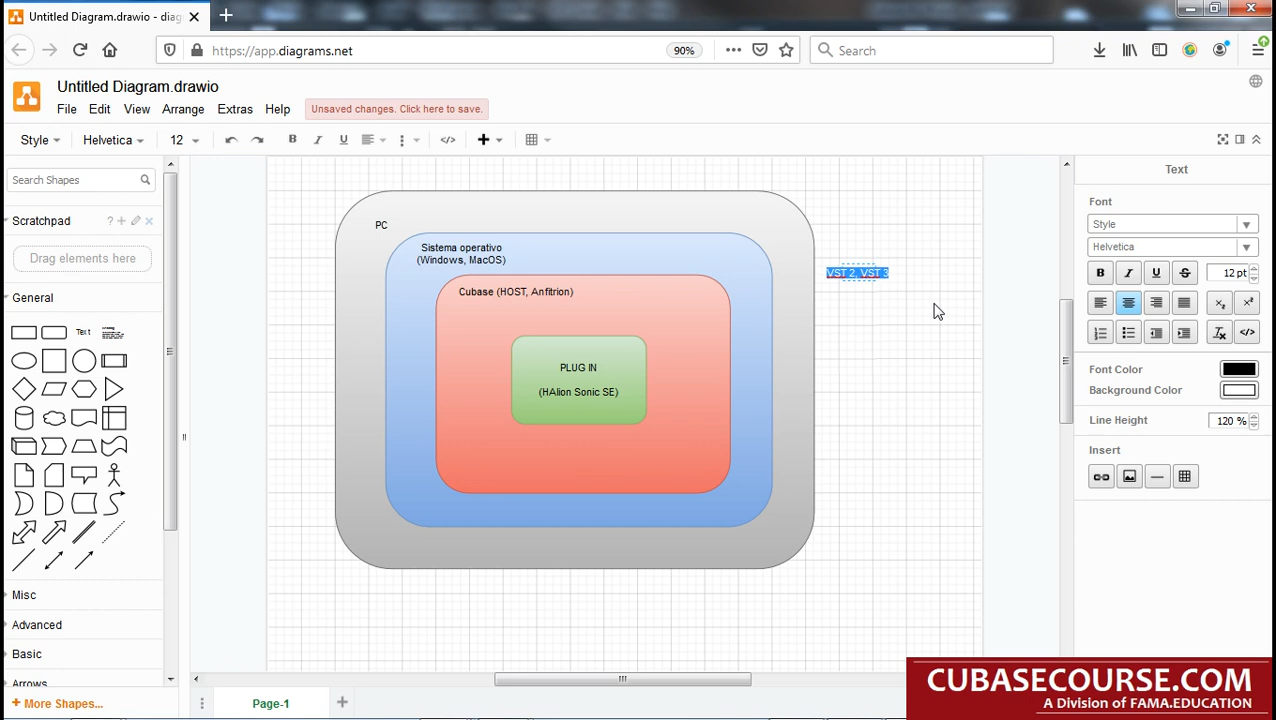 Untitled Diagram.drawio - diag
https://app.diagrams.net
90%
Search
Untitled Diagram.drawio
File
Edit
View
Arrange
Extras
Help
Unsaved changes. Click here to save.
Style
Helvetica
12
B
I
U
Search Shapes
Scratchpad
Drag elements here
General
Text
Misc
Advanced
Basic
Arrows
+ More Shapes...
PC
Sistema operativo
(Windows, MacOS)
Cubase (HOST, Anfitrion)
PLUG IN
(HAlion Sonic SE)
VST 2, VST 3
Page-1
Text
Font
Style
Helvetica
B
I
U
S
12 pt
Font Color
Background Color
Line Height
120 %
Insert
CUBASECOURSE.COM
A Division of FAMA.EDUCATION